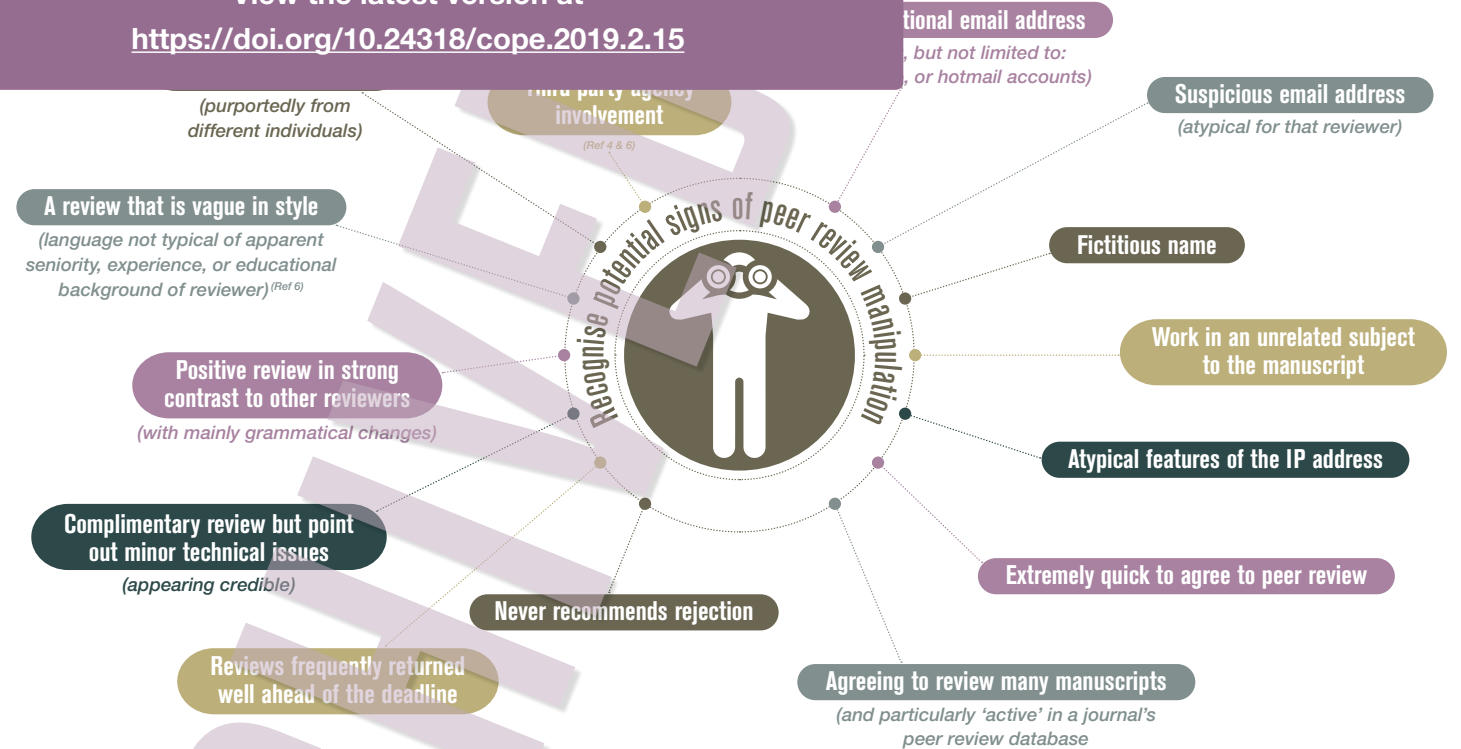 view the latest version at
https://doi.org/10.24318/cope.2019.2.15
email address
, but not limited to:
, or hotmail accounts)
Suspicious email address
(atypical for that reviewer)
Fictitious name
Work in an unrelated subject
to the manuscript
Atypical features of the IP address
Extremely quick to agree to peer review
Agreeing to review many manuscripts
(and particularly ‘active’ in a journal’s
peer review database
Never recommends rejection
Reviews frequently returned
well ahead of the deadline
Complimentary review but point
out minor technical issues
(appearing credible)
Positive review in strong
contrast to other reviewers
(with mainly grammatical changes)
A review that is vague in style
(language not typical of apparent
seniority, experience, or educational
background of reviewer) (Ref 6)
(purportedly from
different individuals)
Third party agency
involvement
(Ref 4 & 6)
Recognise potential signs of peer review manipulation